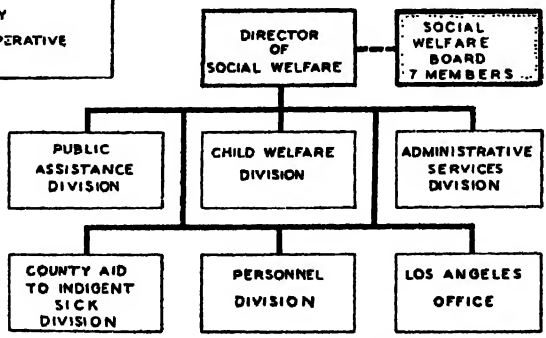 Y
PERATIVE
DIRECTOR
OF
SOCIAL WELFARE
SOCIAL
WELFARE
BOARD
7 MEMBERS
PUBLIC
ASSISTANCE
DIVISION
CHILD WELFARE
DIVISION
ADMINISTRATIVE
SERVICES
DIVISION
COUNTY AID
TO INDIGENT
SICK
DIVISION
PERSONNEL
DIVISION
LOS ANGELES
OFFICE